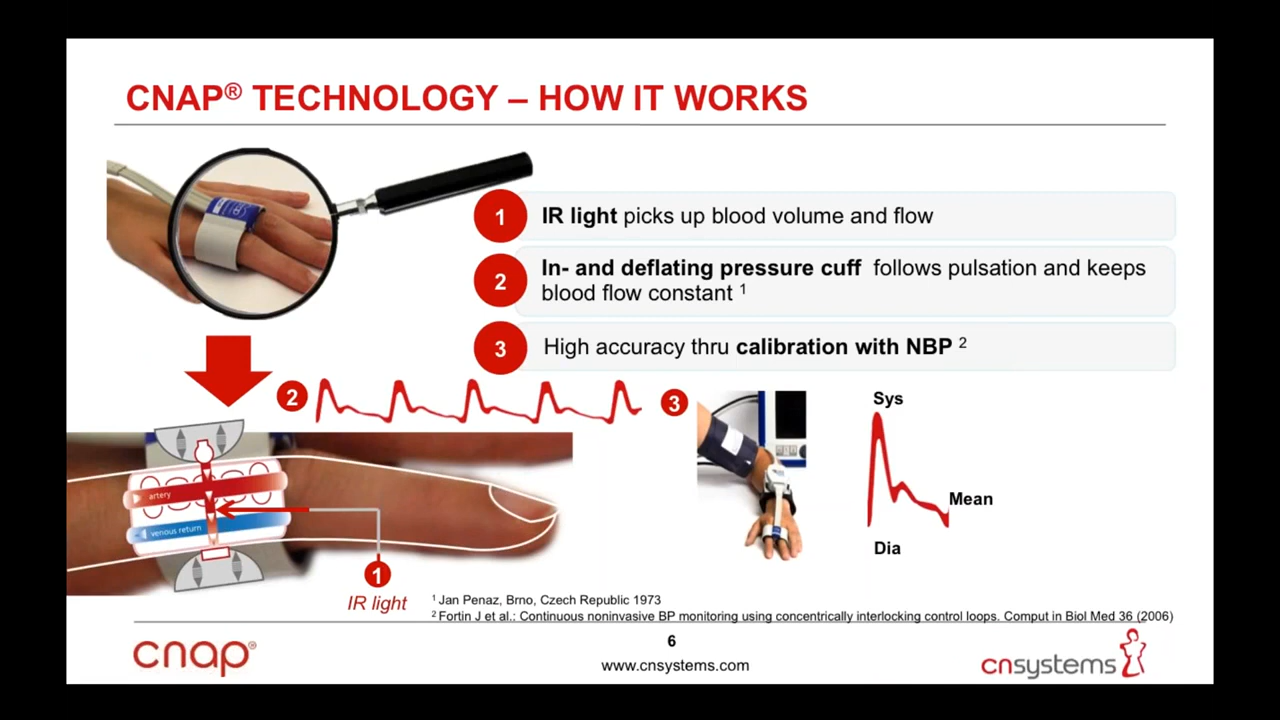 CNAP® TECHNOLOGY – HOW IT WORKS
1
IR light picks up blood volume and flow
2
In- and deflating pressure cuff follows pulsation and keeps
blood flow constant 1
3
High accuracy thru calibration with NBP 2
2
3
Sys
Mean
Dia
artery
venous return
1
IR light
1 Jan Penaz, Brno, Czech Republic 1973
2 Fortin J et al.: Continuous noninvasive BP monitoring using concentrically interlocking control loops. Comput in Biol Med 36 (2006)
cnap®
6
www.cnsystems.com
cnsystems